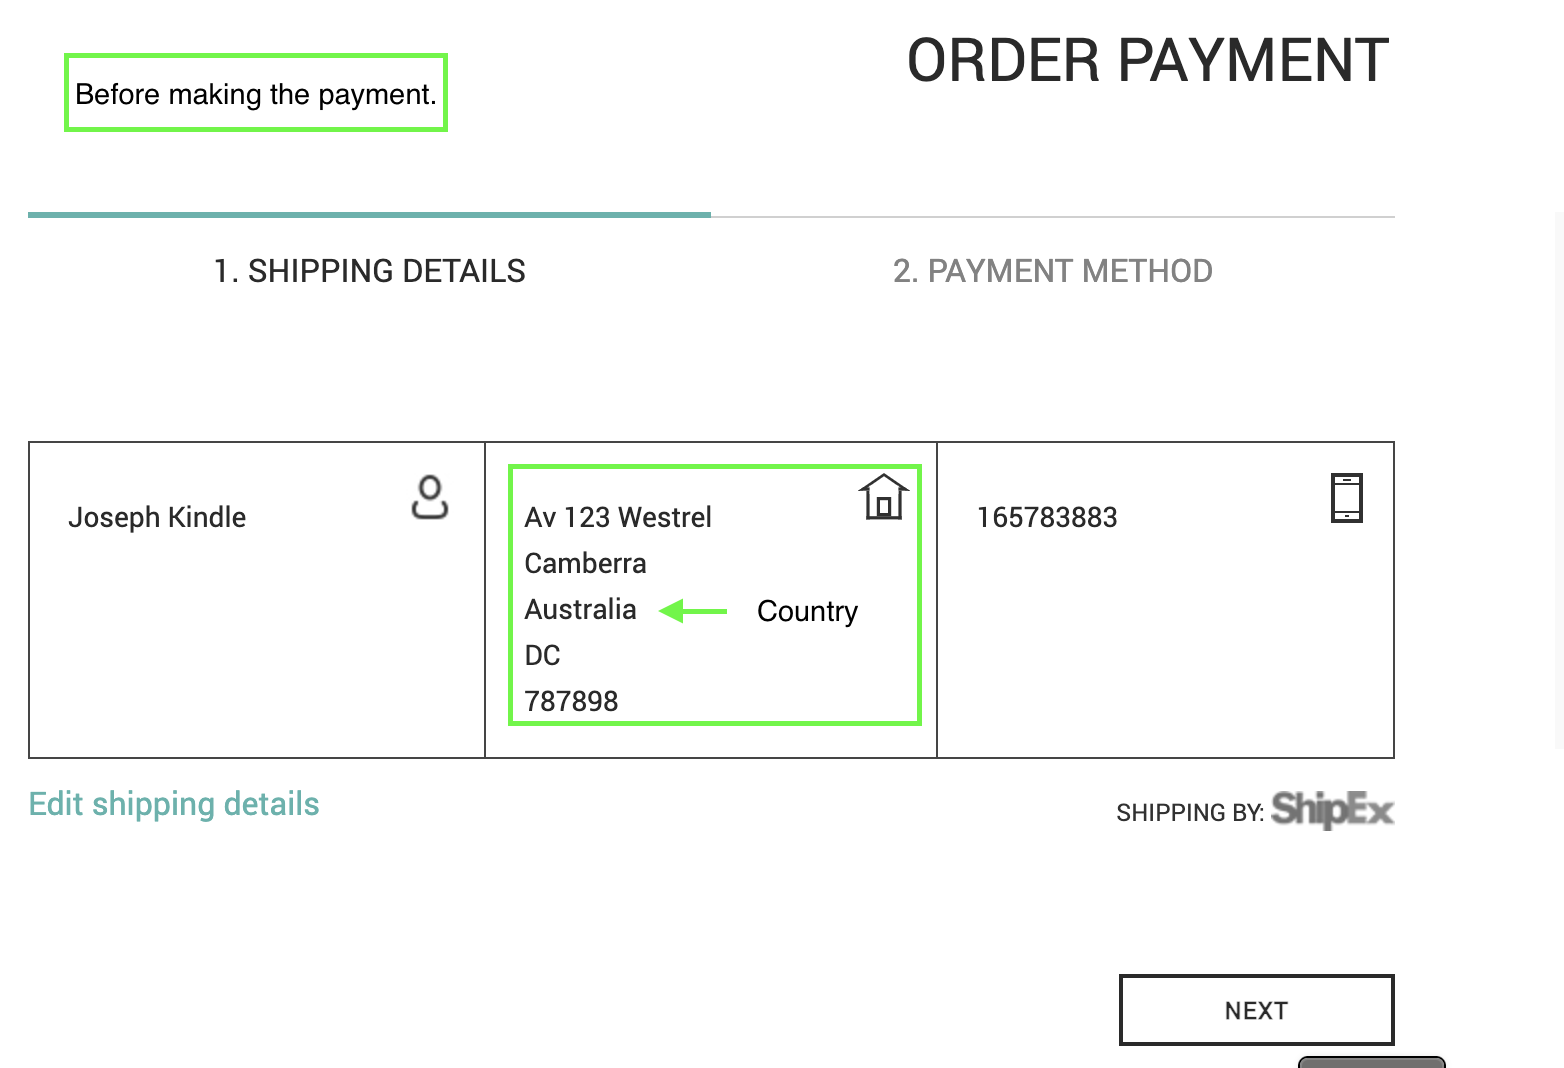 Before making the payment.
ORDER PAYMENT
1. SHIPPING DETAILS
2. PAYMENT METHOD
Joseph Kindle
Av 123 Westrel
Camberra
Australia
Country
DC
787898
165783883
Edit shipping details
SHIPPING BY: ShipEx
NEXT